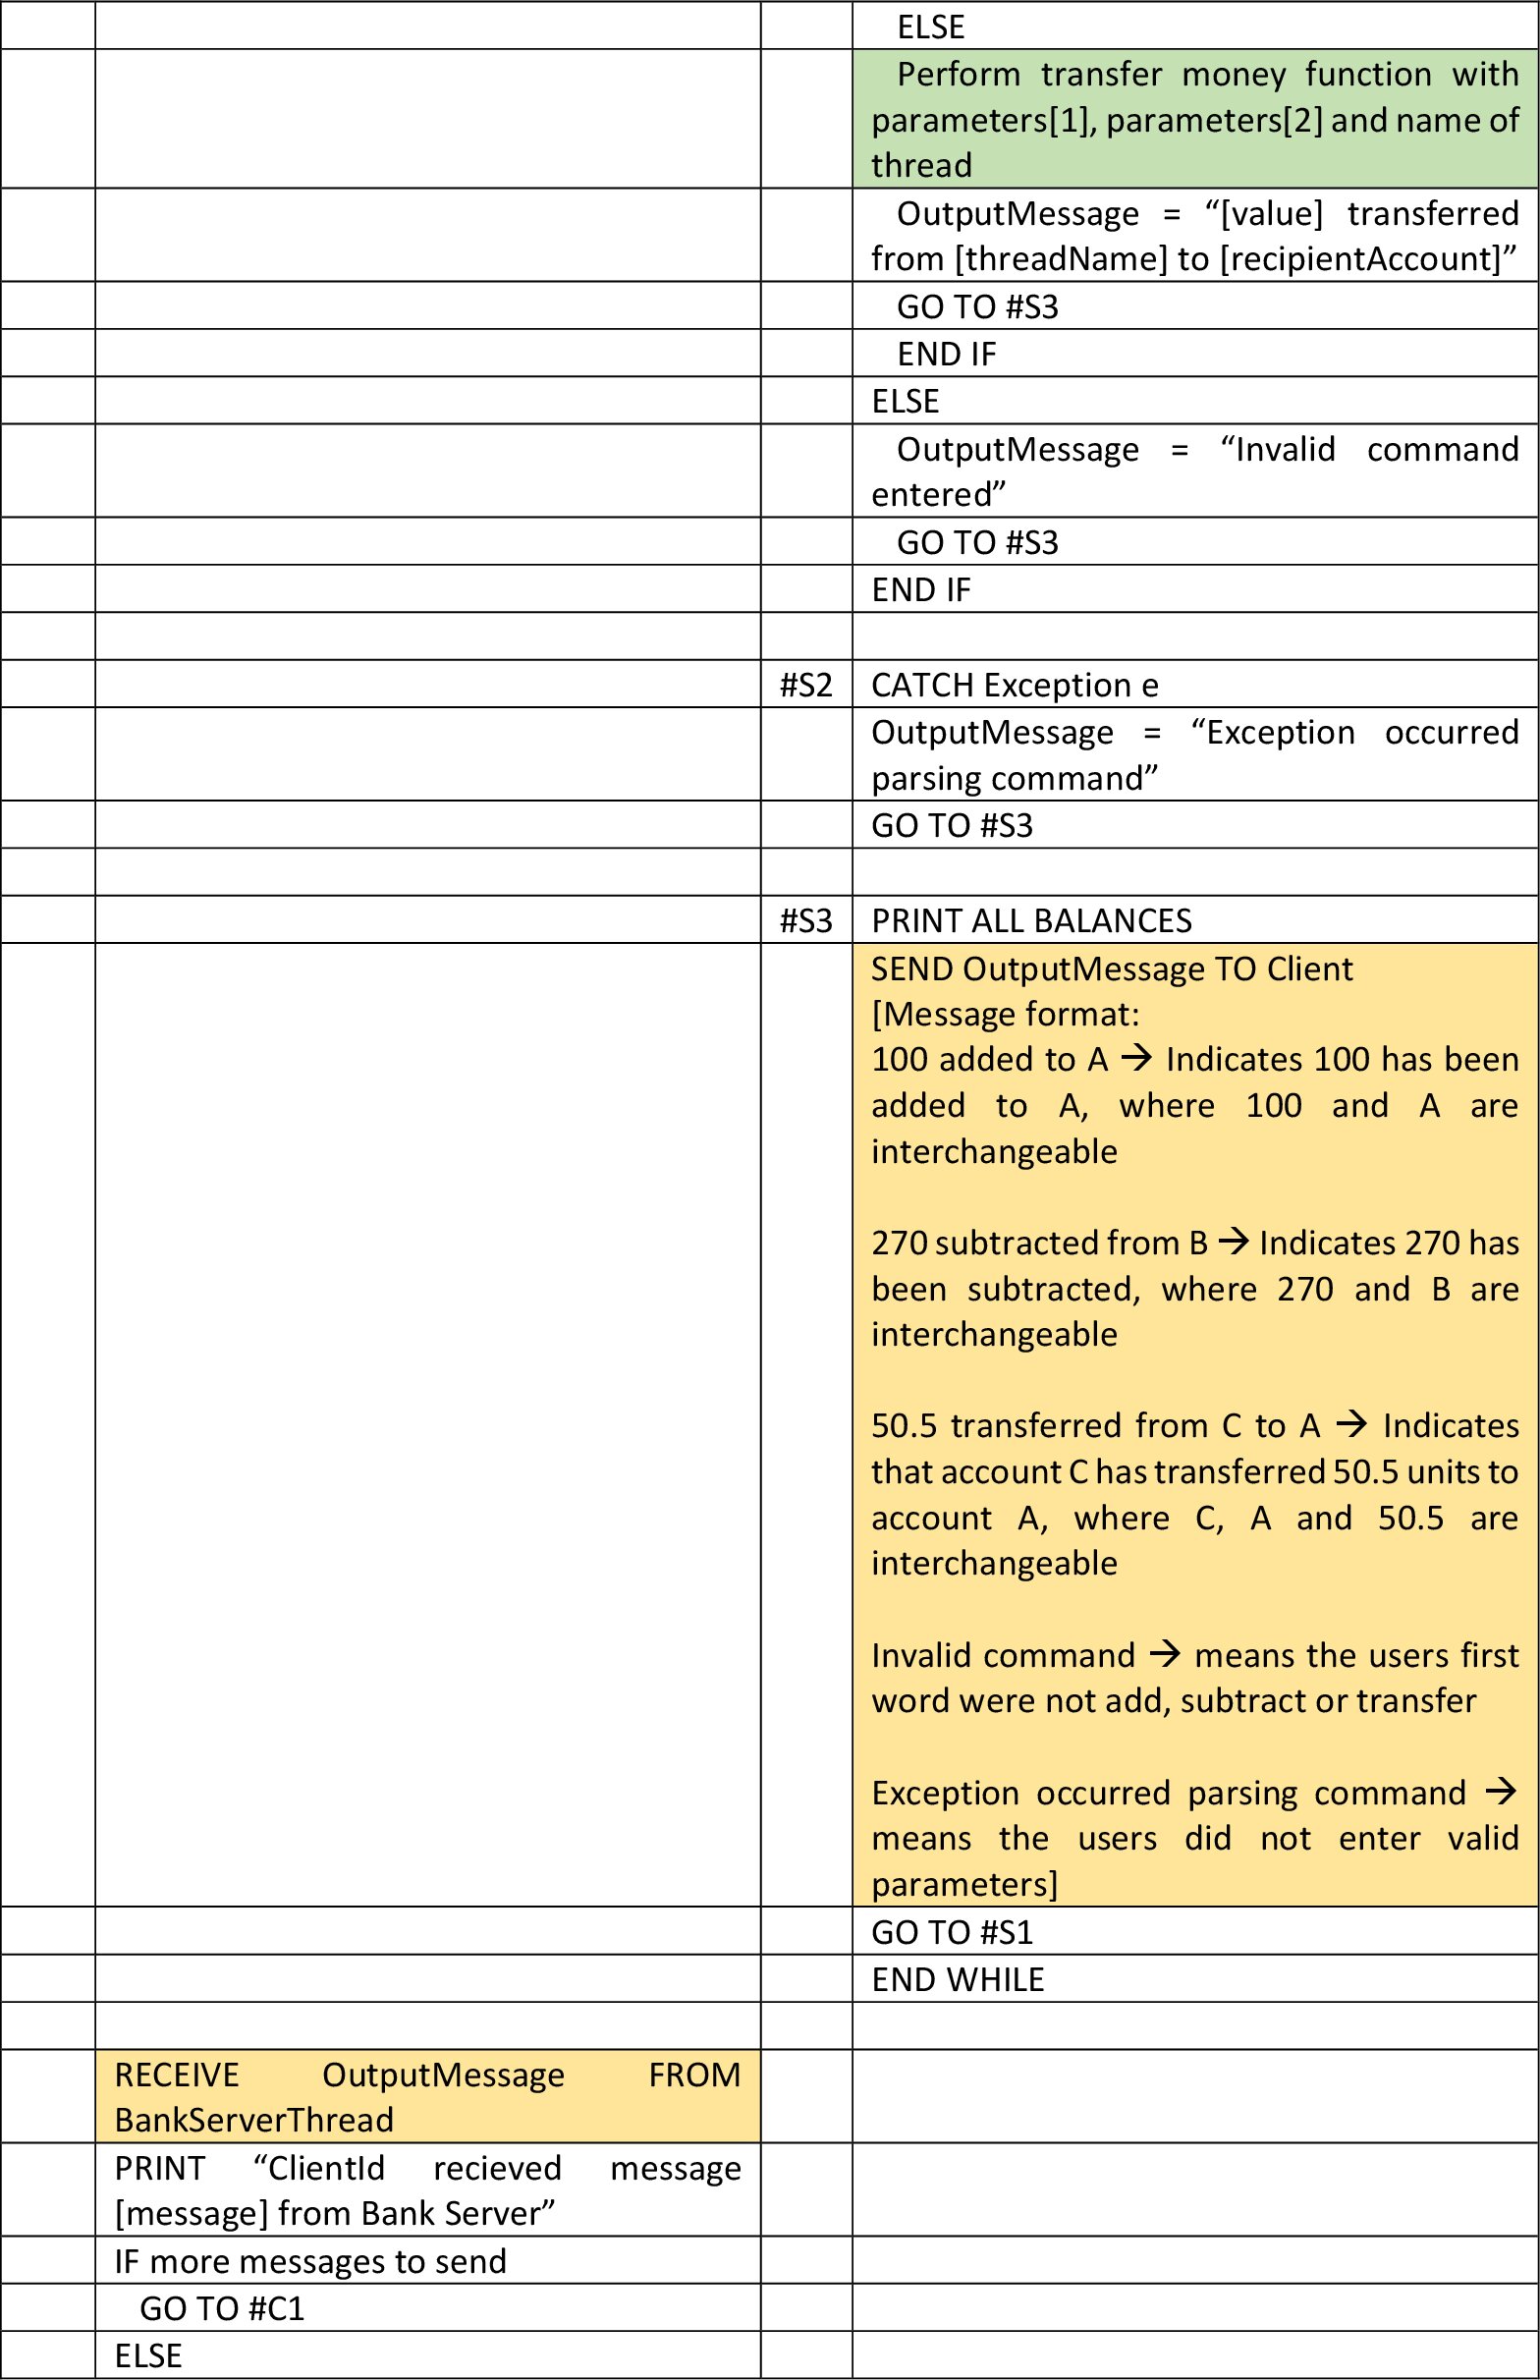 ELSE
Perform transfer money function with
parameters[1], parameters[2] and name of
thread
OutputMessage = “[value] transferred
from [threadName] to [recipientAccount]”
GO TO #S3
END IF
ELSE
OutputMessage = “Invalid command
entered”
GO TO #S3
END IF
#S2 CATCH Exception e
OutputMessage = “Exception occurred
parsing command”
GO TO #S3
#S3 PRINT ALL BALANCES
SEND OutputMessage TO Client
[Message format:
100 added to A → Indicates 100 has been
added to A, where 100 and A are
interchangeable
270 subtracted from B → Indicates 270 has
been subtracted, where 270 and B are
interchangeable
50.5 transferred from C to A → Indicates
that account C has transferred 50.5 units to
account A, where C, A and 50.5 are
interchangeable
Invalid command → means the users first
word were not add, subtract or transfer
Exception occurred parsing command →
means the users did not enter valid
parameters]
GO TO #S1
END WHILE
RECEIVE OutputMessage FROM
BankServerThread
PRINT “ClientId recieved message
[message] from Bank Server”
IF more messages to send
GO TO #C1
ELSE